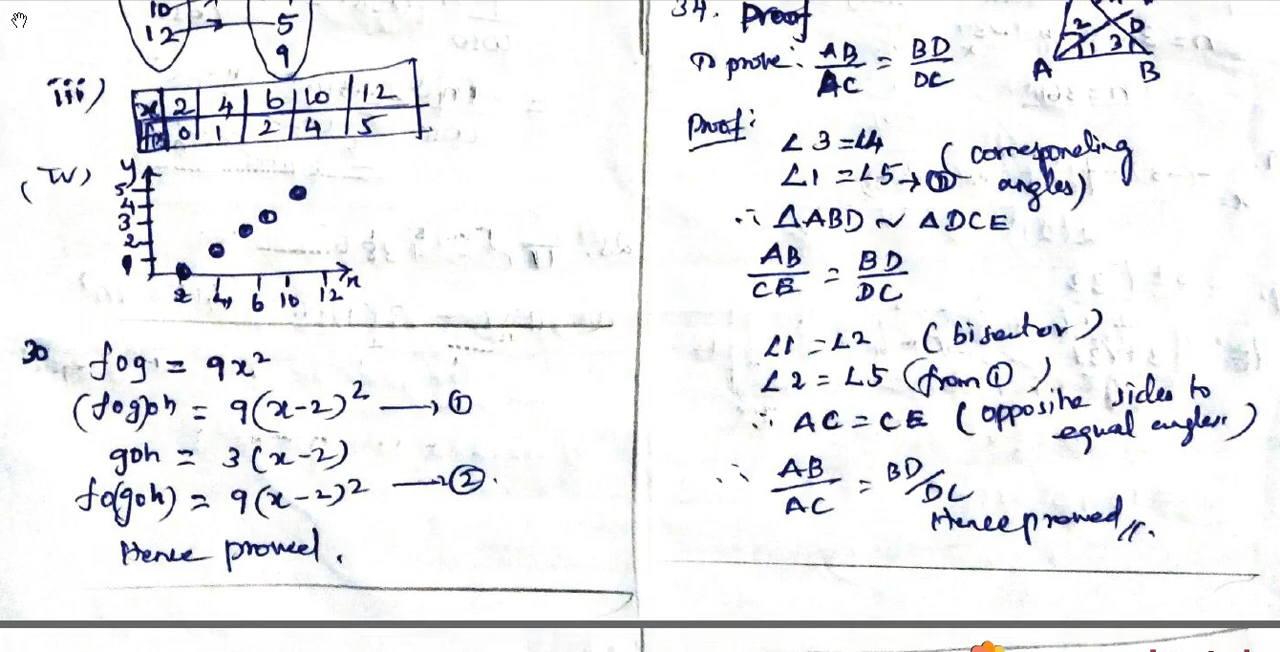 10
12
5
9
iii)
x 2 4 6 10 12
f(x) 0 1 2 4 5
(iv)
y
5
4
3
2
1
2 4 6 10 12 x
30
fog = 9x²
(fog)oh = 9(x-2)² → ①
goh = 3(x-2)
fo(goh) = 9(x-2)² → ②.
Hence proved.
34. Proof
To prove: AB/AC = BD/DC
2 D
1 3
A B
Proof:
∠3 = ∠4
∠1 = ∠5 → ① (corresponding angles)
∴ ΔABD ~ ΔDCE
AB/CE = BD/DC
∠1 = ∠2 (bisector)
∠2 = ∠5 (from ①)
∴ AC = CE (opposite sides to
equal angles.)
∴ AB/AC = BD/DC
Hence proved //.